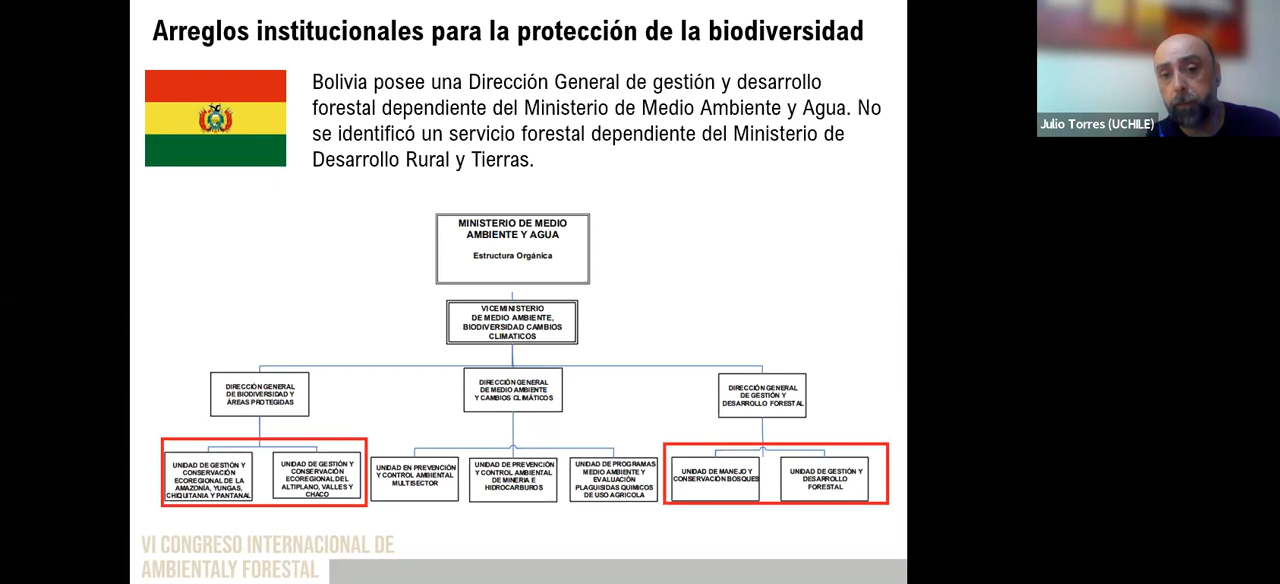 Arreglos institucionales para la protección de la biodiversidad
Bolivia posee una Dirección General de gestión y desarrollo
forestal dependiente del Ministerio de Medio Ambiente y Agua. No
se identificó un servicio forestal dependiente del Ministerio de
Desarrollo Rural y Tierras.
Julio Torres (UCHILE)
MINISTERIO DE MEDIO
AMBIENTE Y AGUA
Estructura Orgánica
VICEMINISTERIO
DE MEDIO AMBIENTE,
BIODIVERSIDAD CAMBIOS
CLIMATICOS
DIRECCIÓN GENERAL
DE BIODIVERSIDAD Y
ÁREAS PROTEGIDAS
DIRECCIÓN GENERAL
DE MEDIO AMBIENTE
Y CAMBIOS CLIMÁTICOS
DIRECCIÓN GENERAL
DE GESTIÓN Y
DESARROLLO FORESTAL
UNIDAD DE GESTIÓN Y
CONSERVACIÓN
ECOREGIONAL DE LA
AMAZONÍA, YUNGAS,
CHIQUITANIA Y PANTANAL
UNIDAD DE GESTIÓN Y
CONSERVACIÓN
ECOREGIONAL DEL
ALTIPLANO, VALLES Y
CHACO
UNIDAD EN PREVENCIÓN
Y CONTROL AMBIENTAL
MULTISECTOR
UNIDAD DE PREVENCIÓN
Y CONTROL AMBIENTAL
DE MINERIA E
HIDROCARBUROS
UNIDAD DE PROGRAMAS
MEDIO AMBIENTE Y
EVALUACIÓN
PLAGUISIDAS QUIMICOS
DE USO AGRICOLA
UNIDAD DE MANEJO Y
CONSERVACIÓN BOSQUES
UNIDAD DE GESTIÓN Y
DESARROLLO
FORESTAL
VI CONGRESO INTERNACIONAL DE
AMBIENTALY FORESTAL